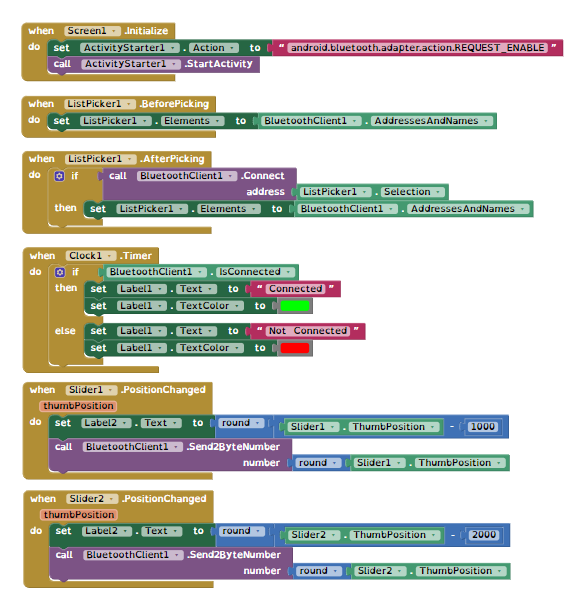 when Screen1 .Initialize
do set ActivityStarter1 . Action to " android.bluetooth.adapter.action.REQUEST_ENABLE "
call ActivityStarter1 .StartActivity
when ListPicker1 .BeforePicking
do set ListPicker1 . Elements to BluetoothClient1 . AddressesAndNames
when ListPicker1 .AfterPicking
do if call BluetoothClient1 .Connect
address ListPicker1 . Selection
then set ListPicker1 . Elements to BluetoothClient1 . AddressesAndNames
when Clock1 .Timer
do if BluetoothClient1 . IsConnected
then set Label1 . Text to " Connected "
set Label1 . TextColor to
else set Label1 . Text to " Not Connected "
set Label1 . TextColor to
when Slider1 .PositionChanged
thumbPosition
do set Label2 . Text to round Slider1 . ThumbPosition - 1000
call BluetoothClient1 .Send2ByteNumber
number round Slider1 . ThumbPosition
when Slider2 .PositionChanged
thumbPosition
do set Label2 . Text to round Slider2 . ThumbPosition - 2000
call BluetoothClient1 .Send2ByteNumber
number round Slider2 . ThumbPosition